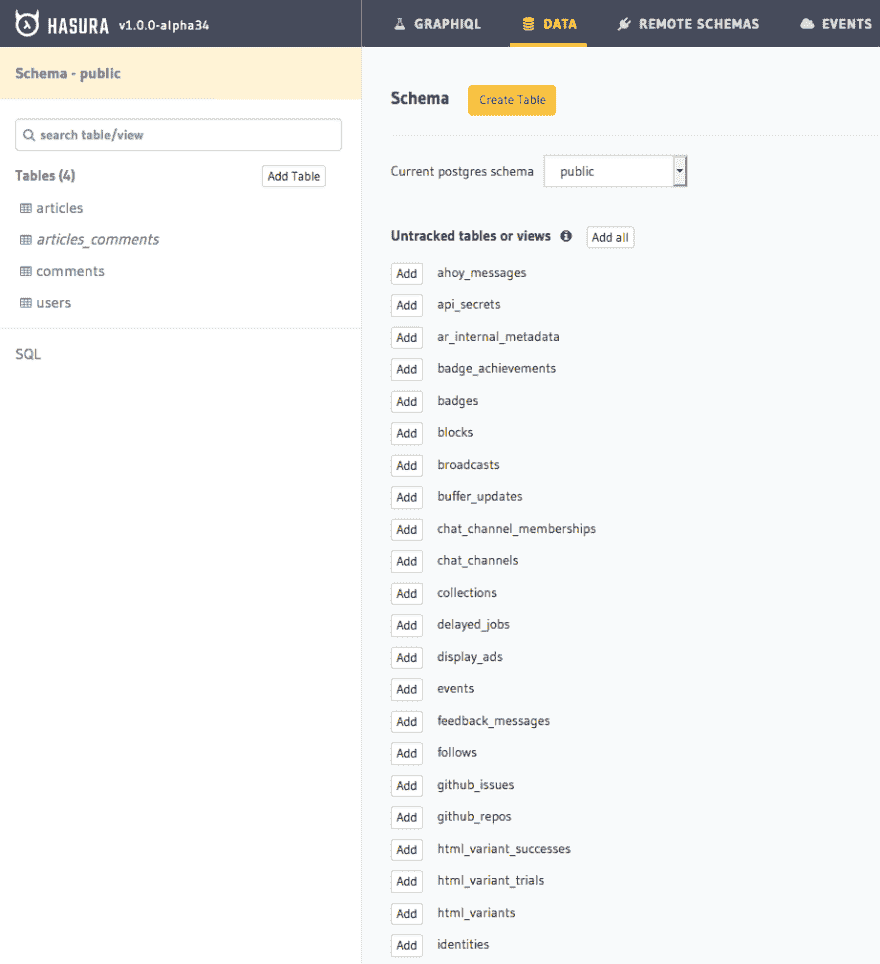 HASURA v1.0.0-alpha34
GRAPHIQL
DATA
REMOTE SCHEMAS
EVENTS
Schema - public
search table/view
Tables (4)
Add Table
articles
articles_comments
comments
users
SQL
Schema
Create Table
Current postgres schema
public
Untracked tables or views
Add all
Add ahoy_messages
Add api_secrets
Add ar_internal_metadata
Add badge_achievements
Add badges
Add blocks
Add broadcasts
Add buffer_updates
Add chat_channel_memberships
Add chat_channels
Add collections
Add delayed_jobs
Add display_ads
Add events
Add feedback_messages
Add follows
Add github_issues
Add github_repos
Add html_variant_successes
Add html_variant_trials
Add html_variants
Add identities